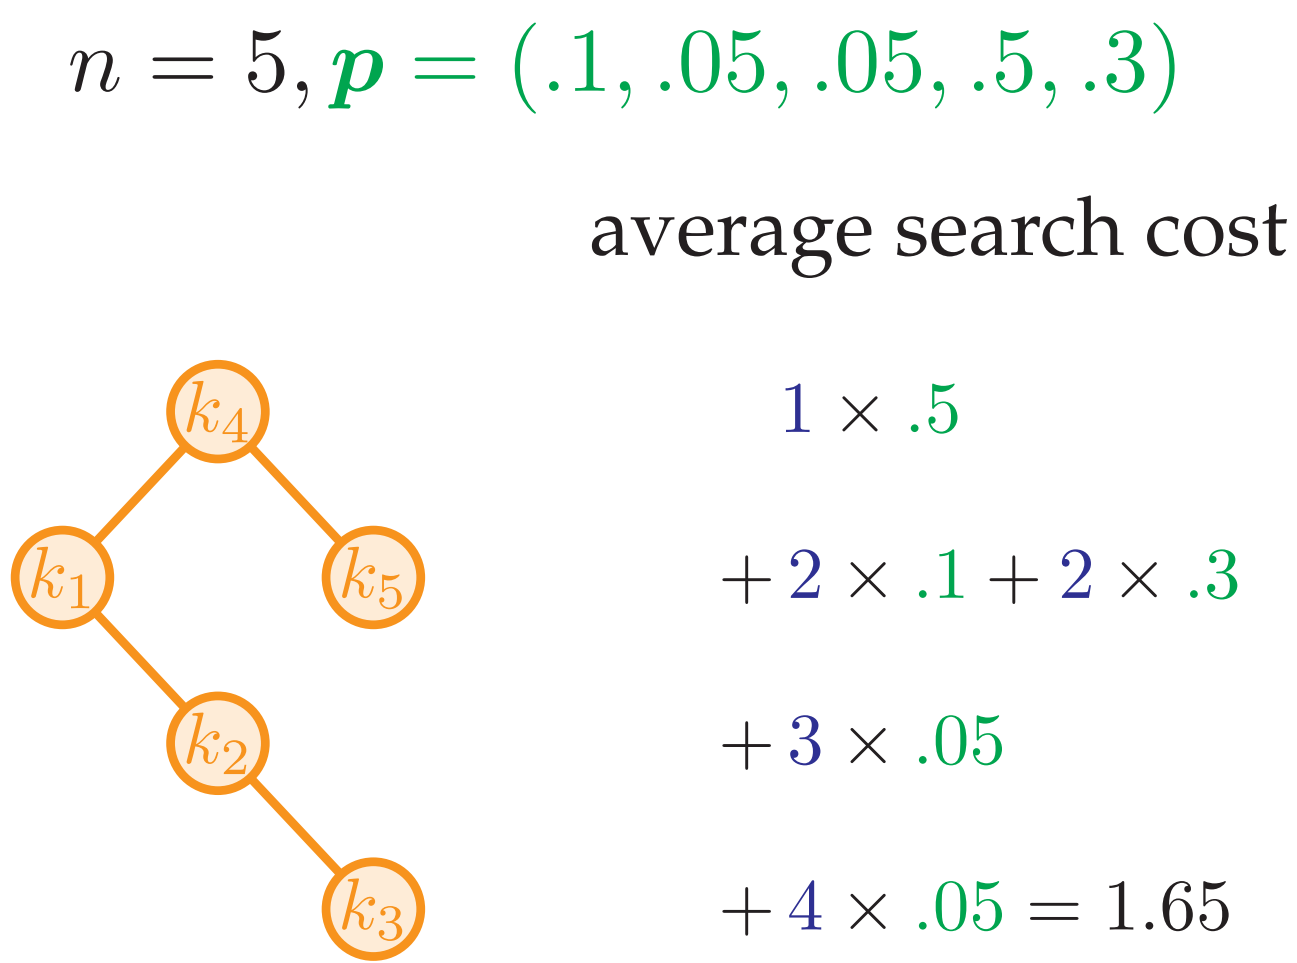 n = 5, p = (.1, .05, .05, .5, .3)
average search cost
k₄ 1 × .5
k₁ k₅ + 2 × .1 + 2 × .3
k₂ + 3 × .05
k₃ + 4 × .05 = 1.65